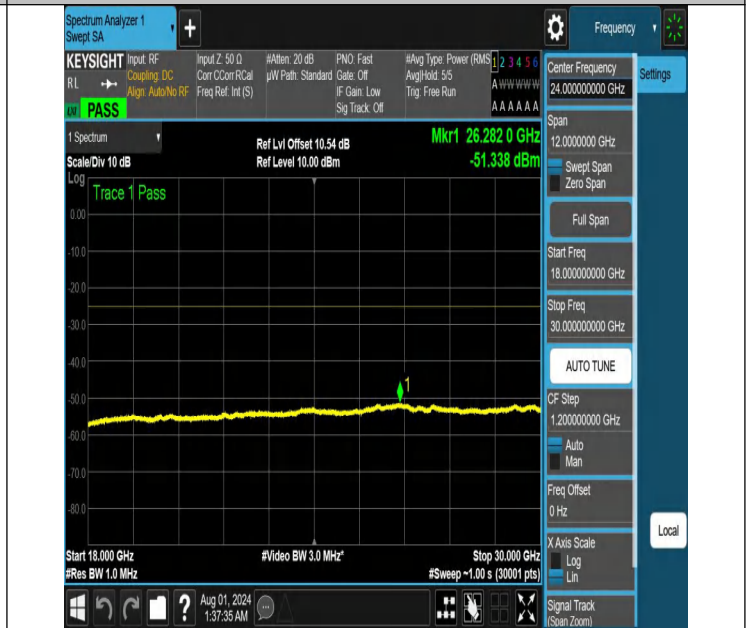 Spectrum Analyzer 1
Swept SA
+
Frequency
KEYSIGHT
RL
PASS
Input: RF
Coupling: DC
Align: Auto/No RF
Input Z: 50 Ω
Corr CCorr RCal
Freq Ref: Int (S)
#Atten: 20 dB
µW Path: Standard
PNO: Fast
Gate: Off
IF Gain: Low
Sig Track: Off
#Avg Type: Power (RMS
Avg|Hold: 5/5
Trig: Free Run
1 2 3 4 5 6
A W W W W W
A A A A A A
1 Spectrum
Scale/Div 10 dB
Ref Lvl Offset 10.54 dB
Ref Level 10.00 dBm
Mkr1 26.282 0 GHz
-51.338 dBm
Log
Trace 1 Pass
0.00
-10.0
-20.0
-30.0
-40.0
-50.0
-60.0
-70.0
-80.0
1
Start 18.000 GHz
#Res BW 1.0 MHz
#Video BW 3.0 MHz*
Stop 30.000 GHz
#Sweep ~1.00 s (30001 pts)
Center Frequency
24.000000000 GHz
Settings
Span
12.0000000 GHz
Swept Span
Zero Span
Full Span
Start Freq
18.000000000 GHz
Stop Freq
30.000000000 GHz
AUTO TUNE
CF Step
1.200000000 GHz
Auto
Man
Freq Offset
0 Hz
Local
X Axis Scale
Log
Lin
Signal Track
(Span Zoom)
?
Aug 01, 2024
1:37:35 AM